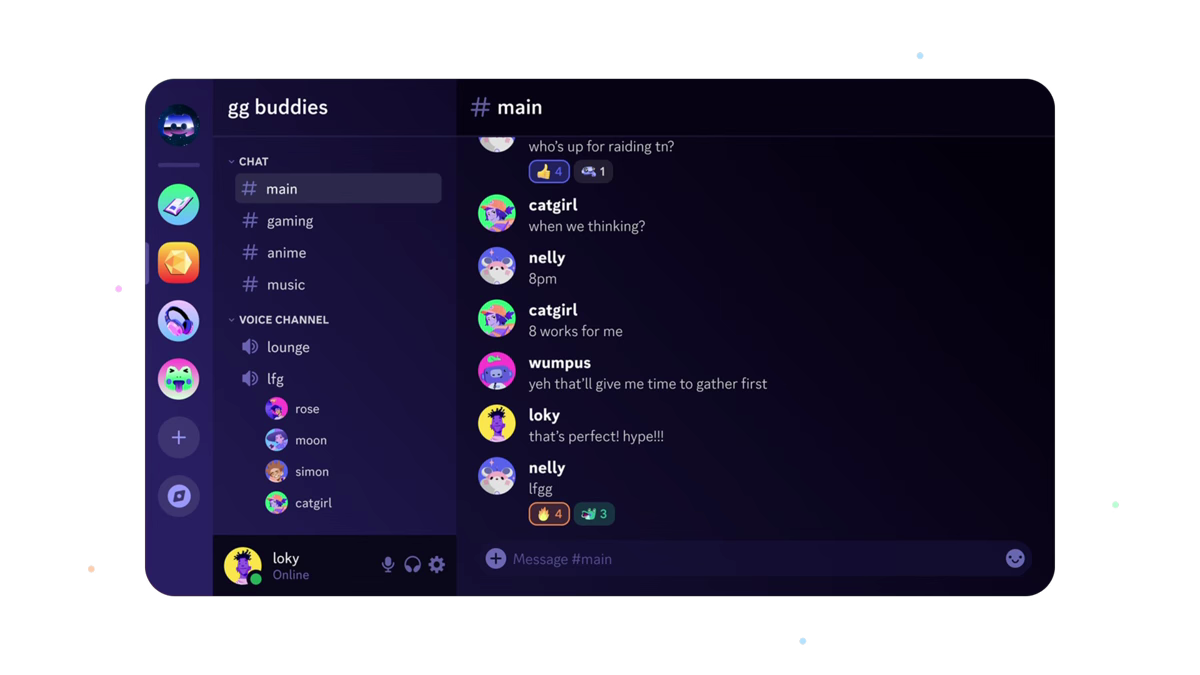 gg buddies
CHAT
main
gaming
anime
music
VOICE CHANNEL
lounge
lfg
rose
moon
simon
catgirl
loky
Online
# main
who's up for raiding tn?
4 1
catgirl
when we thinking?
nelly
8pm
catgirl
8 works for me
wumpus
yeh that'll give me time to gather first
loky
that's perfect! hype!!!
nelly
lfgg
4 3
Message #main